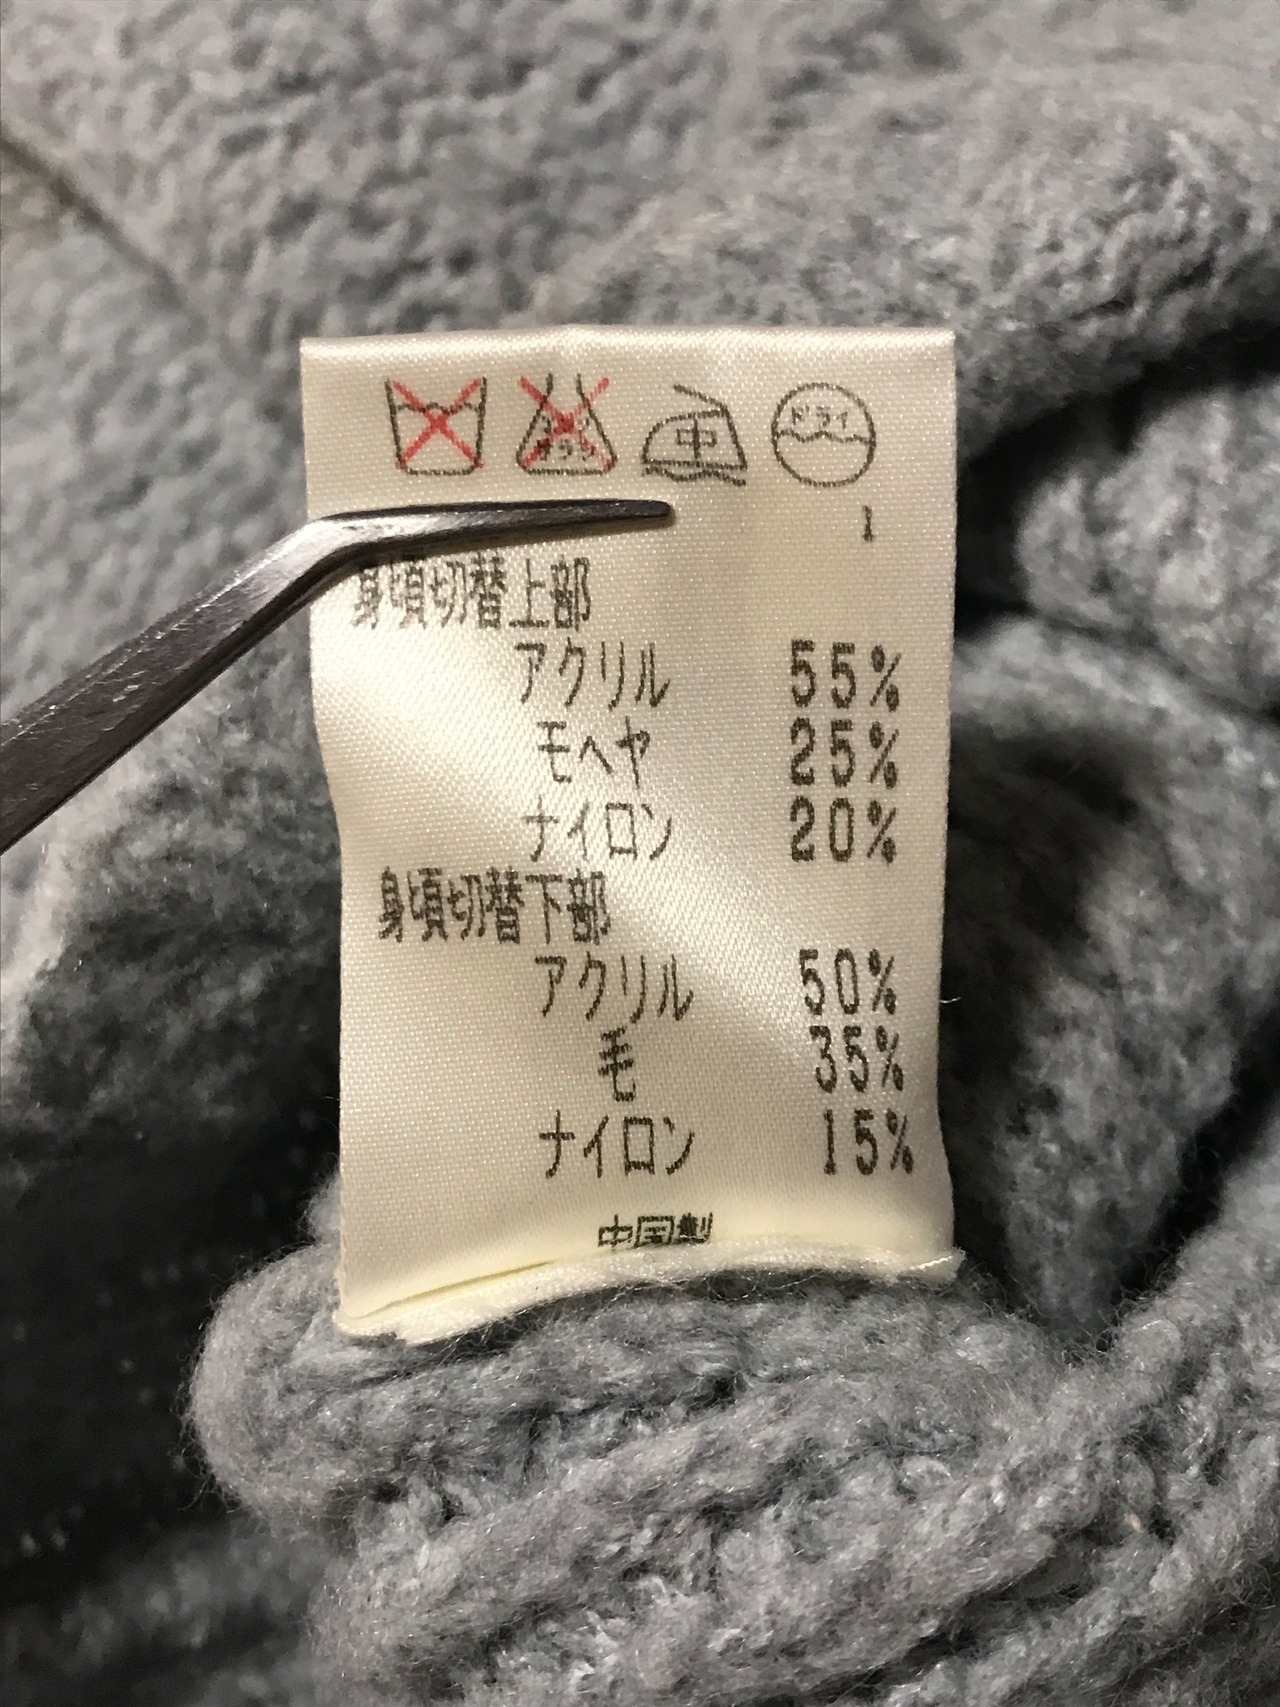 中 ドライ
1
身頃切替上部
アクリル 55%
モヘヤ 25%
ナイロン 20%
身頃切替下部
アクリル 50%
毛 35%
ナイロン 15%
中国製